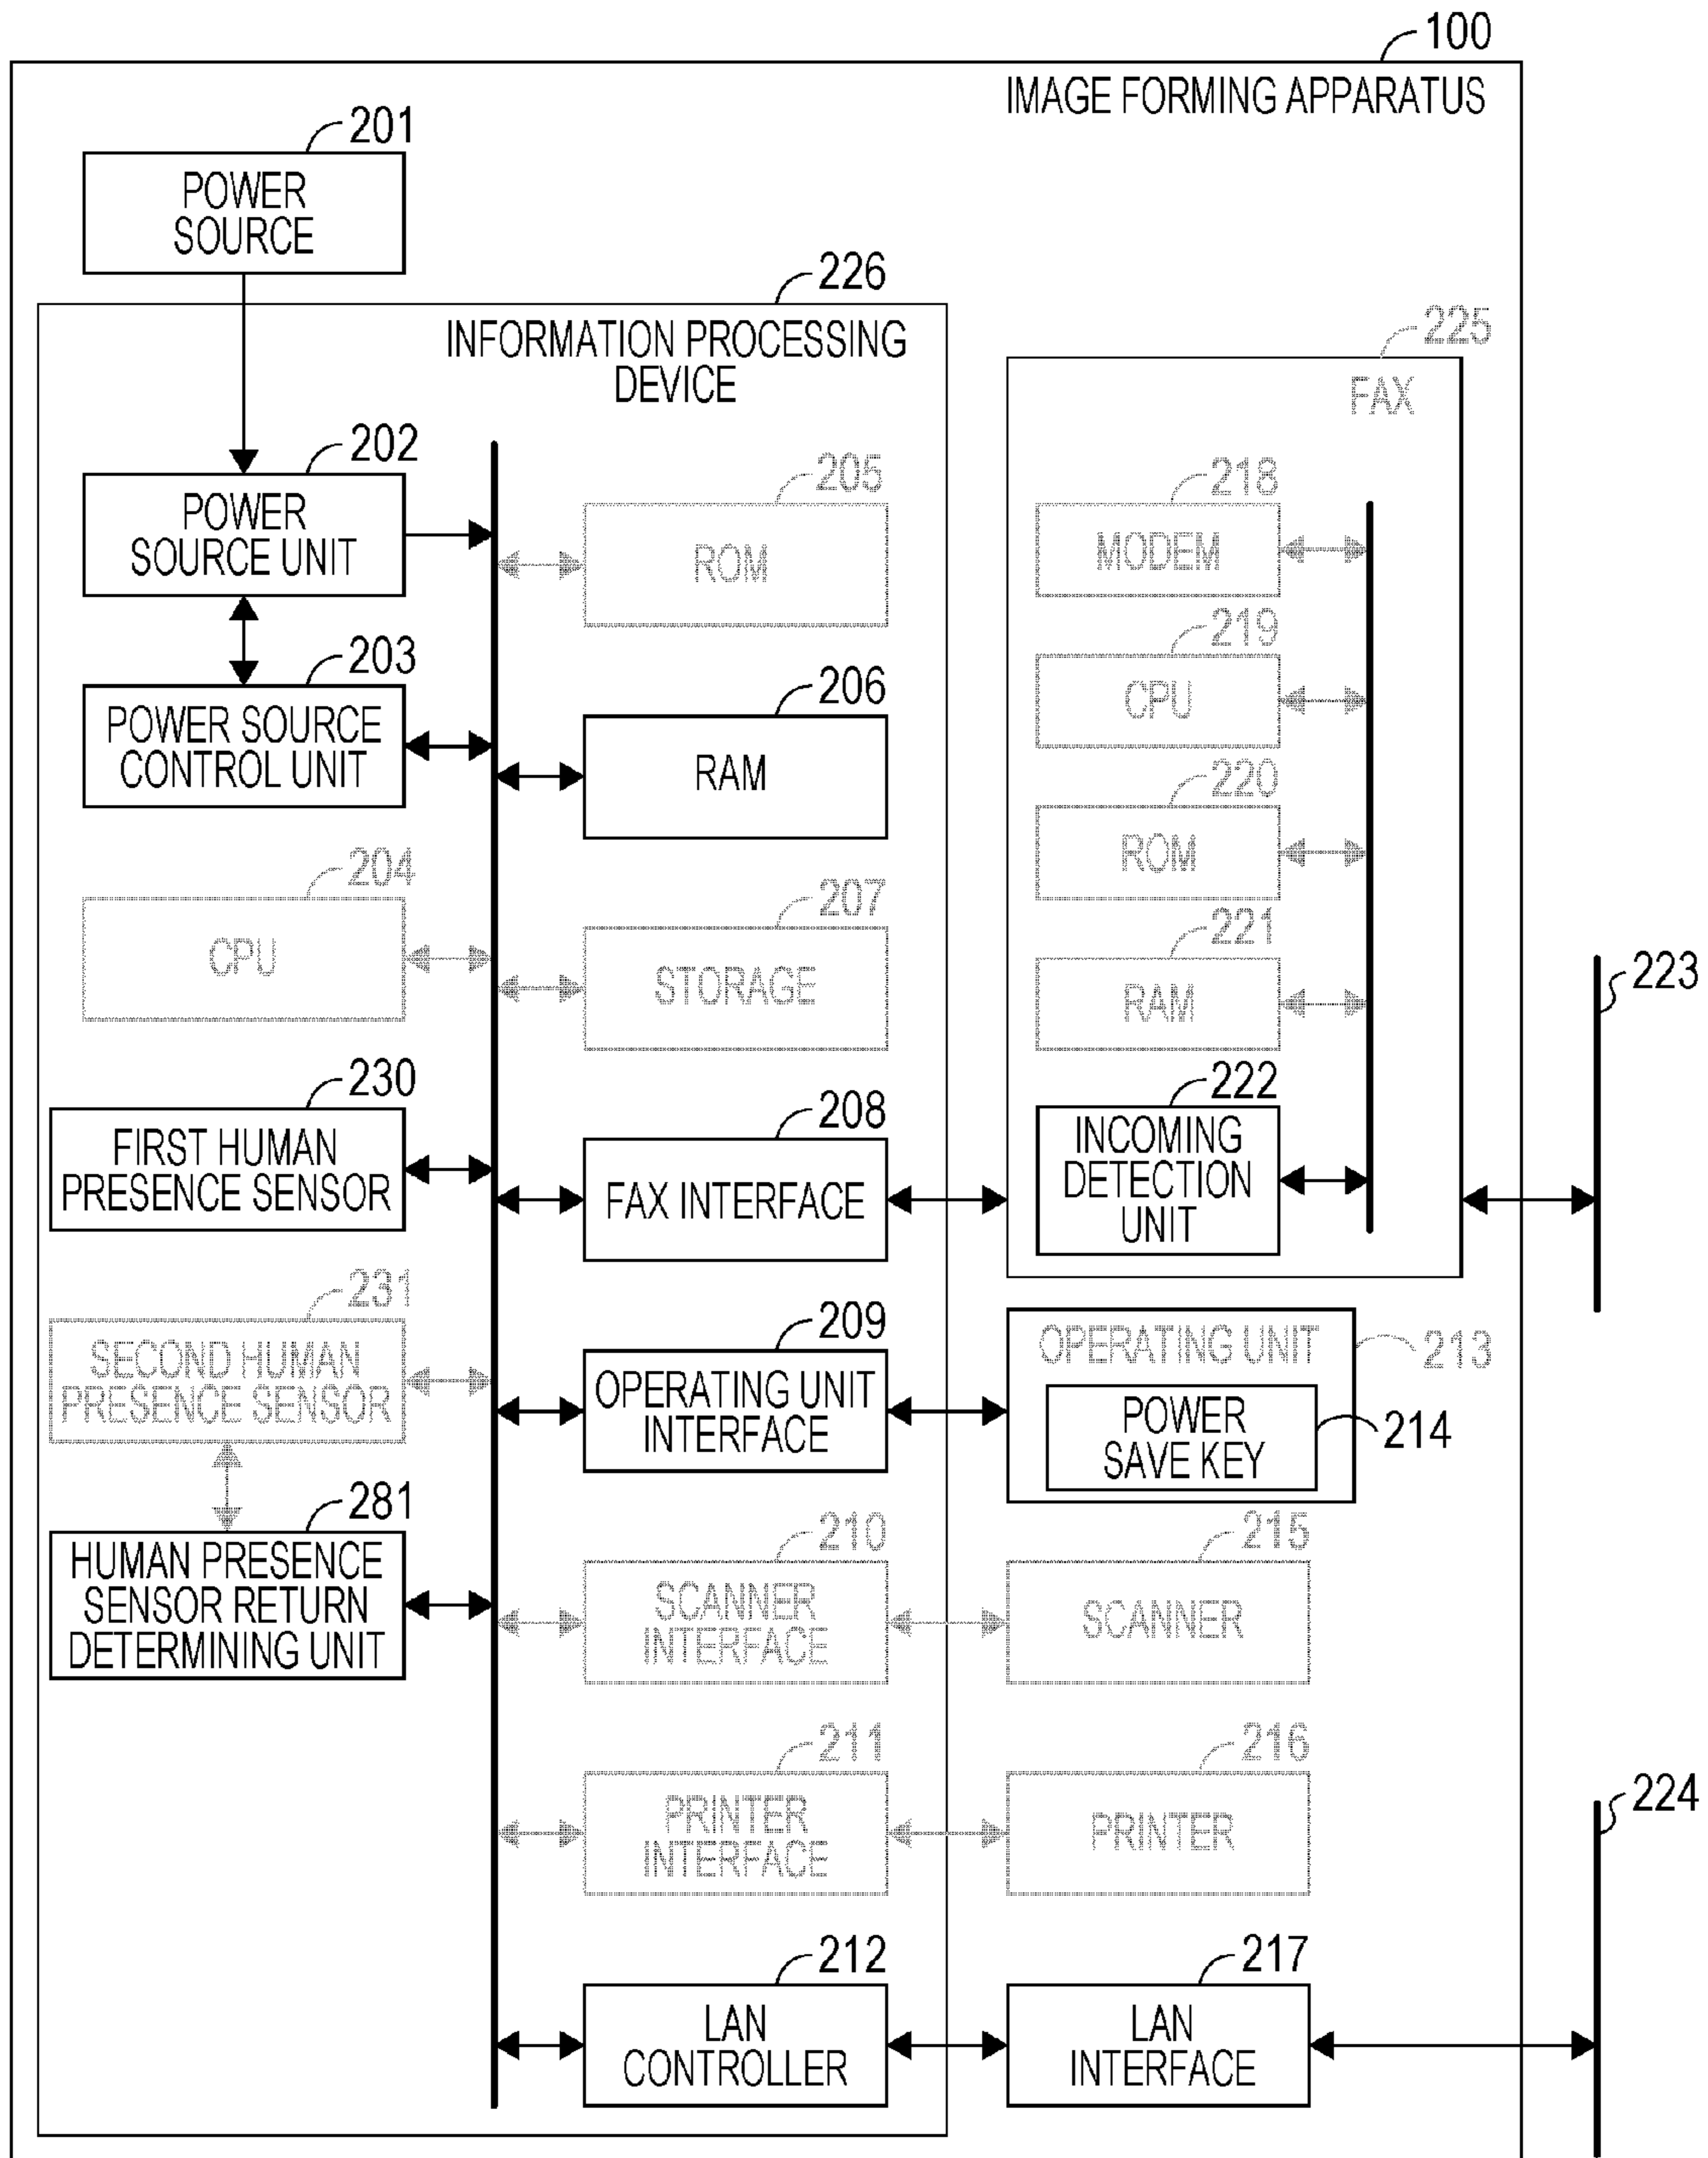 100
IMAGE FORMING APPARATUS
201
POWER
SOURCE
226
INFORMATION PROCESSING
DEVICE
225
FAX
202
POWER
SOURCE UNIT
205
ROM
218
MODEM
203
POWER SOURCE
CONTROL UNIT
206
RAM
219
CPU
220
ROM
204
CPU
207
STORAGE
221
RAM
223
230
FIRST HUMAN
PRESENCE SENSOR
208
FAX INTERFACE
222
INCOMING
DETECTION
UNIT
231
SECOND HUMAN
PRESENCE SENSOR
209
OPERATING UNIT
INTERFACE
OPERATING UNIT
213
POWER
SAVE KEY
214
281
HUMAN PRESENCE
SENSOR RETURN
DETERMINING UNIT
210
SCANNER
INTERFACE
215
SCANNER
211
PRINTER
INTERFACE
216
PRINTER
224
212
LAN
CONTROLLER
217
LAN
INTERFACE